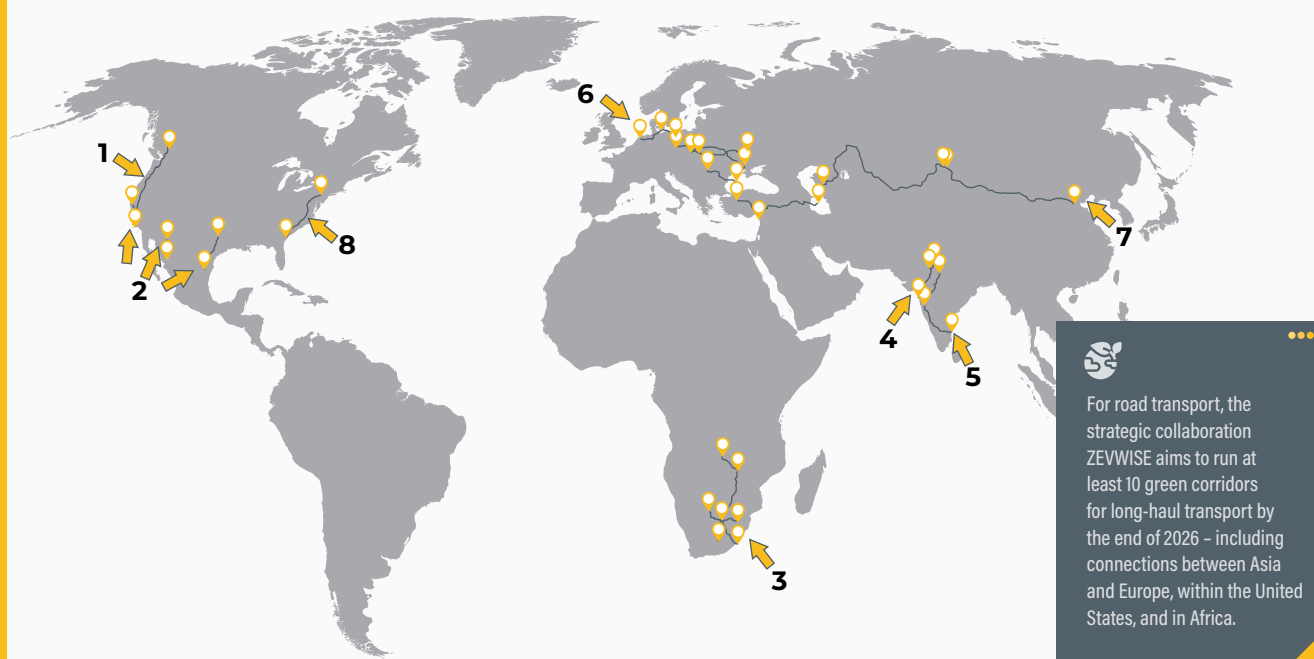 6
1
7
8
2
4
5
3
For road transport, the
strategic collaboration
ZEVWISE aims to run at
least 10 green corridors
for long-haul transport by
the end of 2026 – including
connections between Asia
and Europe, within the United
States, and in Africa.